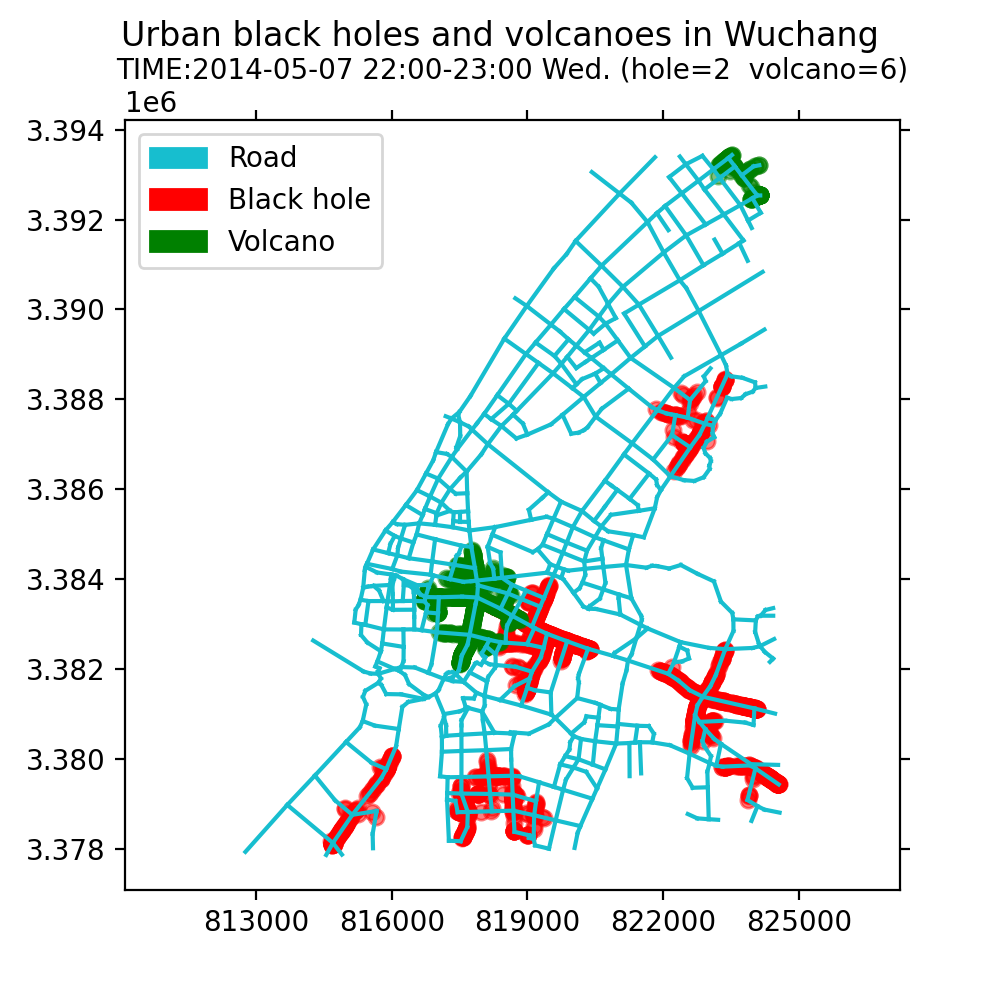 Urban black holes and volcanoes in Wuchang
TIME:2014-05-07 22:00-23:00 Wed. (hole=2  volcano=6)
1e6
3.394
3.392
3.390
3.388
3.386
3.384
3.382
3.380
3.378
Road
Black hole
Volcano
813000 816000 819000 822000 825000